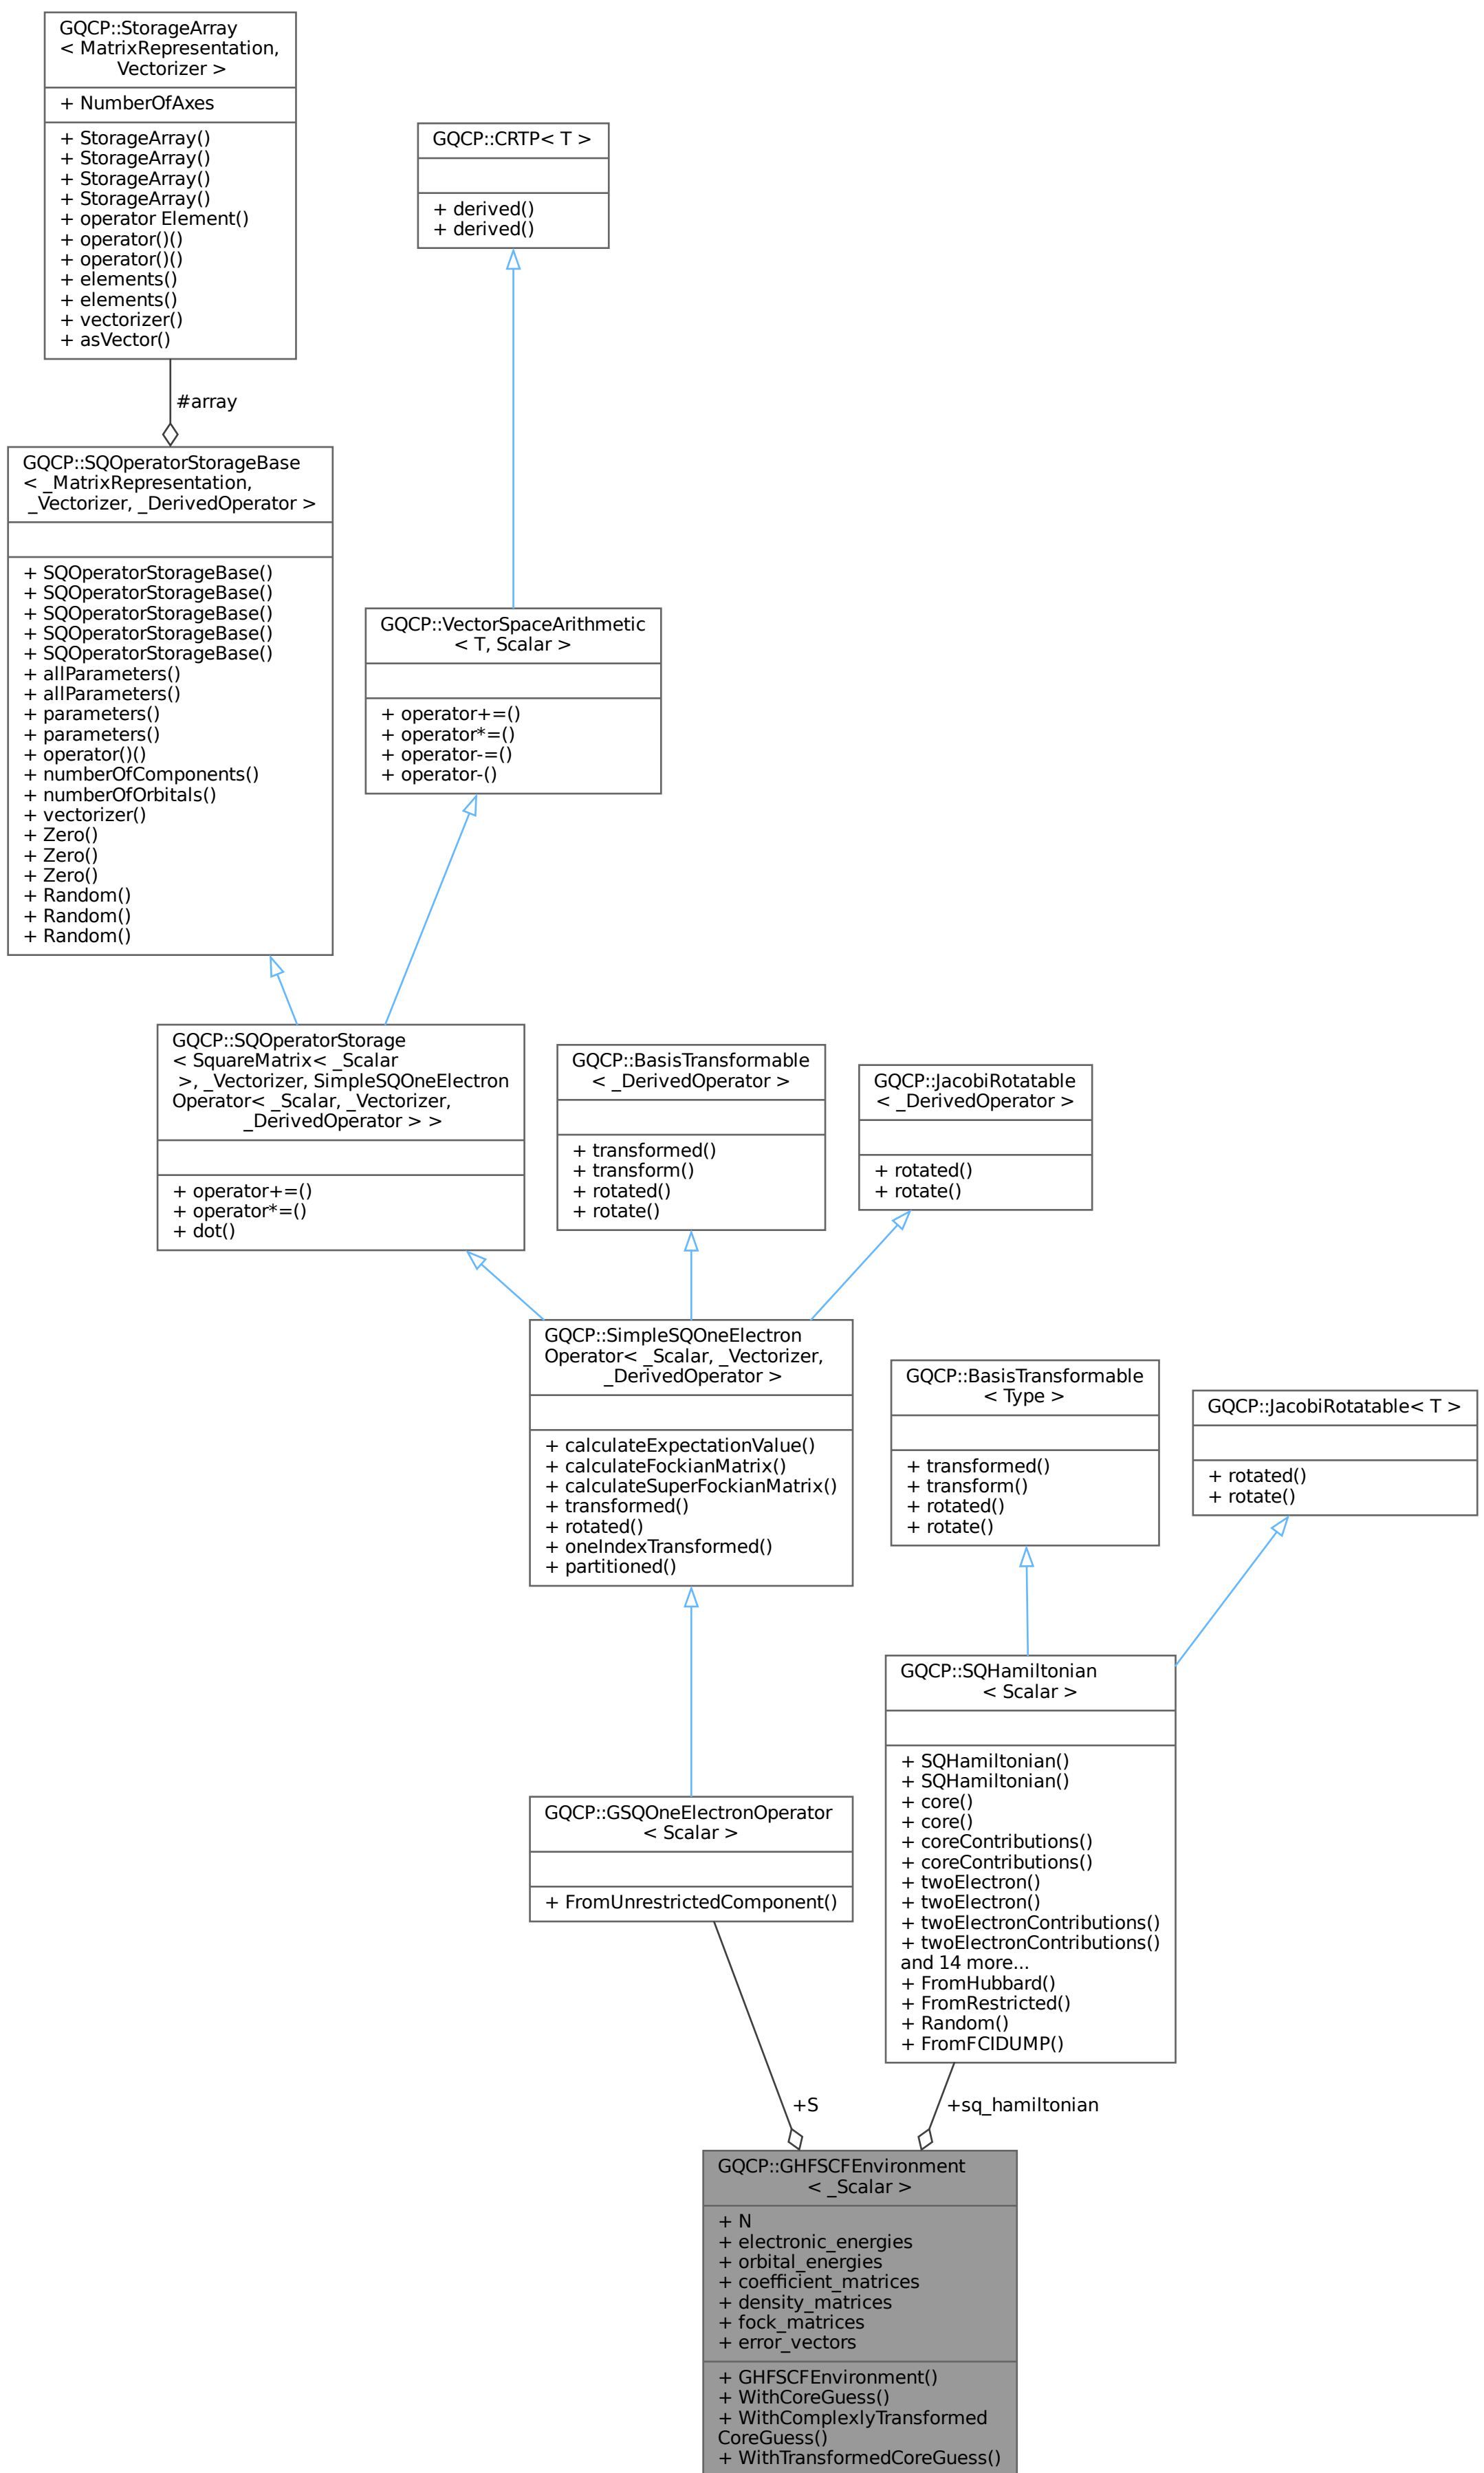 GQCP::StorageArray
< MatrixRepresentation,
Vectorizer >
+ NumberOfAxes
+ StorageArray()
+ StorageArray()
+ StorageArray()
+ StorageArray()
+ operator Element()
+ operator()()
+ operator()()
+ elements()
+ elements()
+ vectorizer()
+ asVector()
GQCP::CRTP< T >
+ derived()
+ derived()
#array
GQCP::SQOperatorStorageBase
< _MatrixRepresentation,
_Vectorizer, _DerivedOperator >
+ SQOperatorStorageBase()
+ SQOperatorStorageBase()
+ SQOperatorStorageBase()
+ SQOperatorStorageBase()
+ SQOperatorStorageBase()
+ allParameters()
+ allParameters()
+ parameters()
+ parameters()
+ operator()()
+ numberOfComponents()
+ numberOfOrbitals()
+ vectorizer()
+ Zero()
+ Zero()
+ Zero()
+ Random()
+ Random()
+ Random()
GQCP::VectorSpaceArithmetic
< T, Scalar >
+ operator+=()
+ operator*=()
+ operator-=()
+ operator-()
GQCP::SQOperatorStorage
< SquareMatrix< _Scalar
>, _Vectorizer, SimpleSQOneElectron
Operator< _Scalar, _Vectorizer,
_DerivedOperator > >
+ operator+=()
+ operator*=()
+ dot()
GQCP::BasisTransformable
< _DerivedOperator >
+ transformed()
+ transform()
+ rotated()
+ rotate()
GQCP::JacobiRotatable
< _DerivedOperator >
+ rotated()
+ rotate()
GQCP::SimpleSQOneElectron
Operator< _Scalar, _Vectorizer,
_DerivedOperator >
+ calculateExpectationValue()
+ calculateFockianMatrix()
+ calculateSuperFockianMatrix()
+ transformed()
+ rotated()
+ oneIndexTransformed()
+ partitioned()
GQCP::BasisTransformable
< Type >
+ transformed()
+ transform()
+ rotated()
+ rotate()
GQCP::JacobiRotatable< T >
+ rotated()
+ rotate()
GQCP::GSQOneElectronOperator
< Scalar >
+ FromUnrestrictedComponent()
GQCP::SQHamiltonian
< Scalar >
+ SQHamiltonian()
+ SQHamiltonian()
+ core()
+ core()
+ coreContributions()
+ coreContributions()
+ twoElectron()
+ twoElectron()
+ twoElectronContributions()
+ twoElectronContributions()
and 14 more...
+ FromHubbard()
+ FromRestricted()
+ Random()
+ FromFCIDUMP()
+S
+sq_hamiltonian
GQCP::GHFSCFEnvironment
< _Scalar >
+ N
+ electronic_energies
+ orbital_energies
+ coefficient_matrices
+ density_matrices
+ fock_matrices
+ error_vectors
+ GHFSCFEnvironment()
+ WithCoreGuess()
+ WithComplexlyTransformed
CoreGuess()
+ WithTransformedCoreGuess()